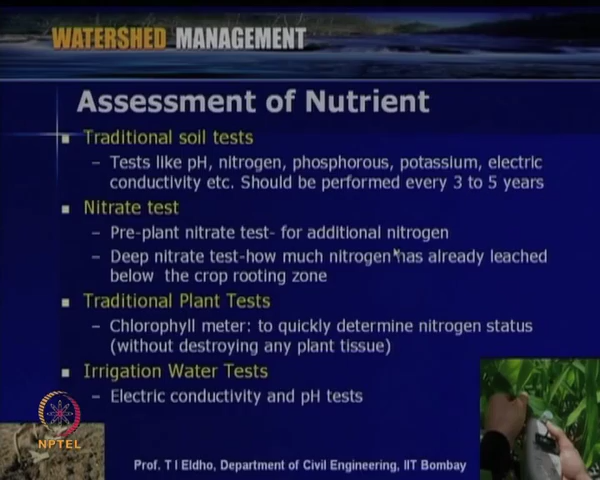 WATERSHED MANAGEMENT
Assessment of Nutrient
Traditional soil tests
– Tests like pH, nitrogen, phosphorous, potassium, electric
conductivity etc. Should be performed every 3 to 5 years
Nitrate test
– Pre-plant nitrate test- for additional nitrogen
– Deep nitrate test-how much nitrogen has already leached
below the crop rooting zone
Traditional Plant Tests
– Chlorophyll meter: to quickly determine nitrogen status
(without destroying any plant tissue)
Irrigation Water Tests
– Electric conductivity and pH tests
NPTEL
Prof. T I Eldho, Department of Civil Engineering, IIT Bombay